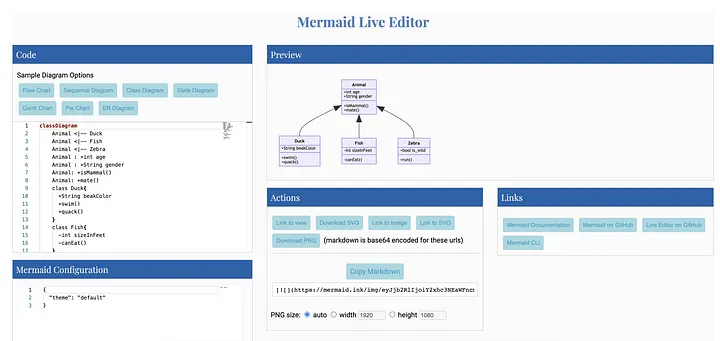 Mermaid Live Editor
Code
Sample Diagram Options
Flow Chart Sequence Diagram Class Diagram State Diagram
Gantt Chart Pie Chart ER Diagram
1 classDiagram
2 Animal <|-- Duck
3 Animal <|-- Fish
4 Animal <|-- Zebra
5 Animal : +int age
6 Animal : +String gender
7 Animal: +isMammal()
8 Animal: +mate()
9 class Duck{
10 +String beakColor
11 +swim()
12 +quack()
13 }
14 class Fish{
15 -int sizeInFeet
16 -canEat()
17 }
Mermaid Configuration
1 {
2 "theme": "default"
3 }
Preview
Animal
+int age
+String gender
+isMammal()
+mate()
Duck
+String beakColor
+swim()
+quack()
Fish
-int sizeInFeet
-canEat()
Zebra
+bool is_wild
+run()
Actions
Link to view Download SVG Link to Image Link to SVG
Download PNG (markdown is base64 encoded for these urls)
Copy Markdown
[![](https://mermaid.ink/img/eyJjb2RlIjoiY2xhc3NEaWFncm
PNG size: auto width 1920 height 1080
Links
Mermaid Documentation Mermaid on GitHub Live Editor on GitHub
Mermaid CLI